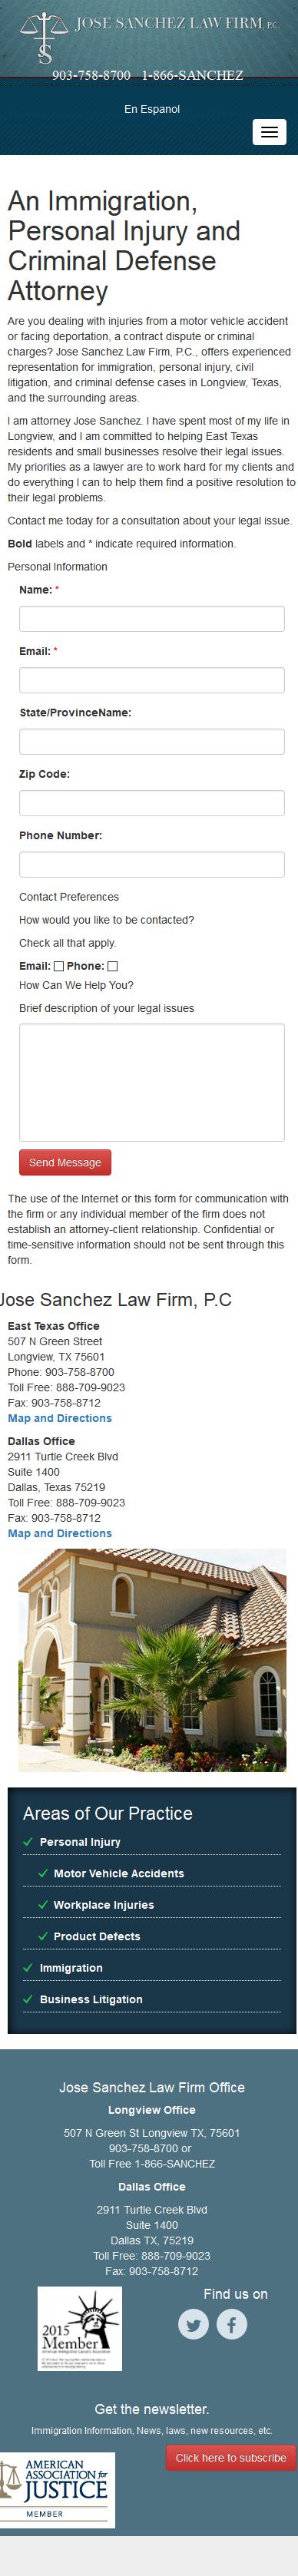 JOSE SANCHEZ LAW FIRM, P.C.
903-758-8700 1-866-SANCHEZ
En Espanol
An Immigration,
Personal Injury and
Criminal Defense
Attorney
Are you dealing with injuries from a motor vehicle accident
or facing deportation, a contract dispute or criminal
charges? Jose Sanchez Law Firm, P.C., offers experienced
representation for immigration, personal injury, civil
litigation, and criminal defense cases in Longview, Texas,
and the surrounding areas.
I am attorney Jose Sanchez. I have spent most of my life in
Longview, and I am committed to helping East Texas
residents and small businesses resolve their legal issues.
My priorities as a lawyer are to work hard for my clients and
do everything I can to help them find a positive resolution to
their legal problems.
Contact me today for a consultation about your legal issue.
Bold labels and * indicate required information.
Personal Information
Name: *
Email: *
State/ProvinceName:
Zip Code:
Phone Number:
Contact Preferences
How would you like to be contacted?
Check all that apply.
Email: Phone:
How Can We Help You?
Brief description of your legal issues
Send Message
The use of the Internet or this form for communication with
the firm or any individual member of the firm does not
establish an attorney-client relationship. Confidential or
time-sensitive information should not be sent through this
form.
Jose Sanchez Law Firm, P.C
East Texas Office
507 N Green Street
Longview, TX 75601
Phone: 903-758-8700
Toll Free: 888-709-9023
Fax: 903-758-8712
Map and Directions
Dallas Office
2911 Turtle Creek Blvd
Suite 1400
Dallas, Texas 75219
Toll Free: 888-709-9023
Fax: 903-758-8712
Map and Directions
Areas of Our Practice
Personal Injury
Motor Vehicle Accidents
Workplace Injuries
Product Defects
Immigration
Business Litigation
Jose Sanchez Law Firm Office
Longview Office
507 N Green St Longview TX, 75601
903-758-8700 or
Toll Free 1-866-SANCHEZ
Dallas Office
2911 Turtle Creek Blvd
Suite 1400
Dallas TX, 75219
Toll Free: 888-709-9023
Fax: 903-758-8712
2015
Member
Find us on
Get the newsletter.
Immigration Information, News, laws, new resources, etc.
Click here to subscribe
AMERICAN
ASSOCIATION for
JUSTICE
MEMBER